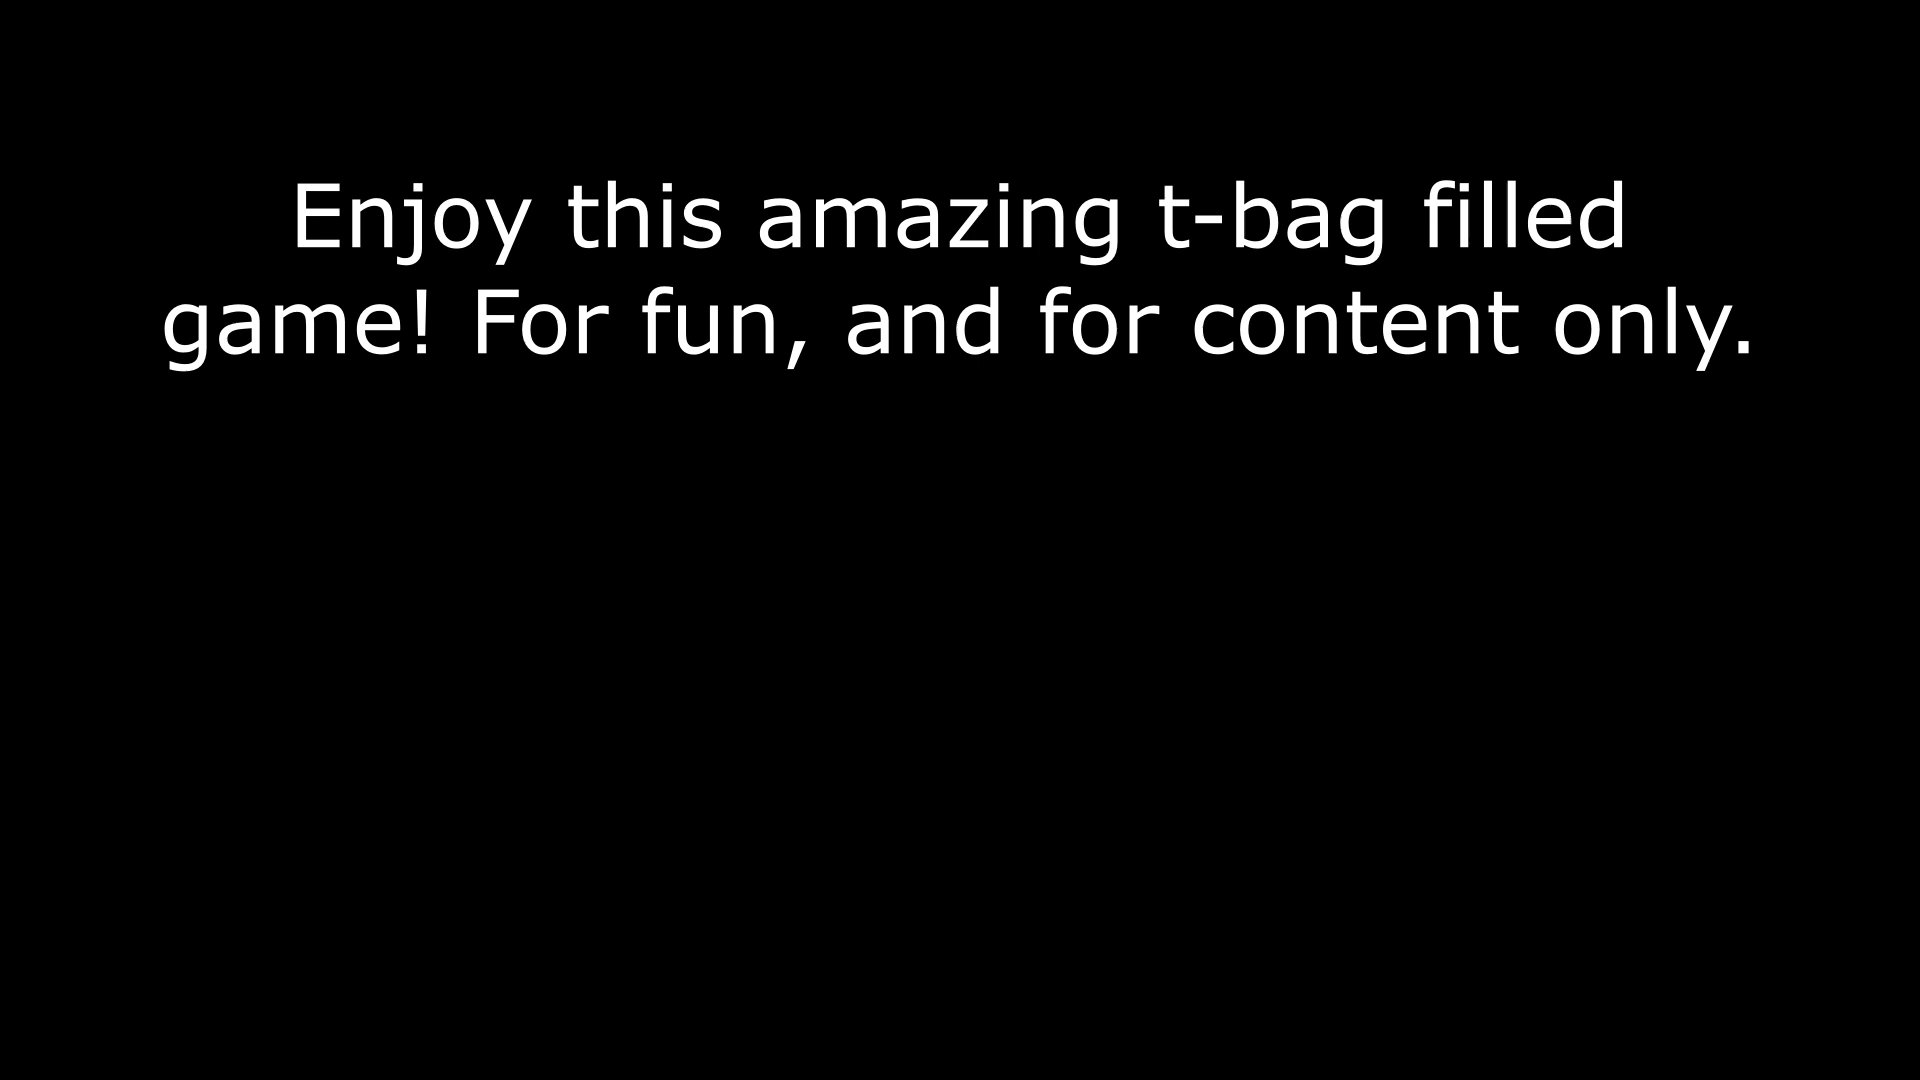 Enjoy this amazing t-bag filled
game! For fun, and for content only.